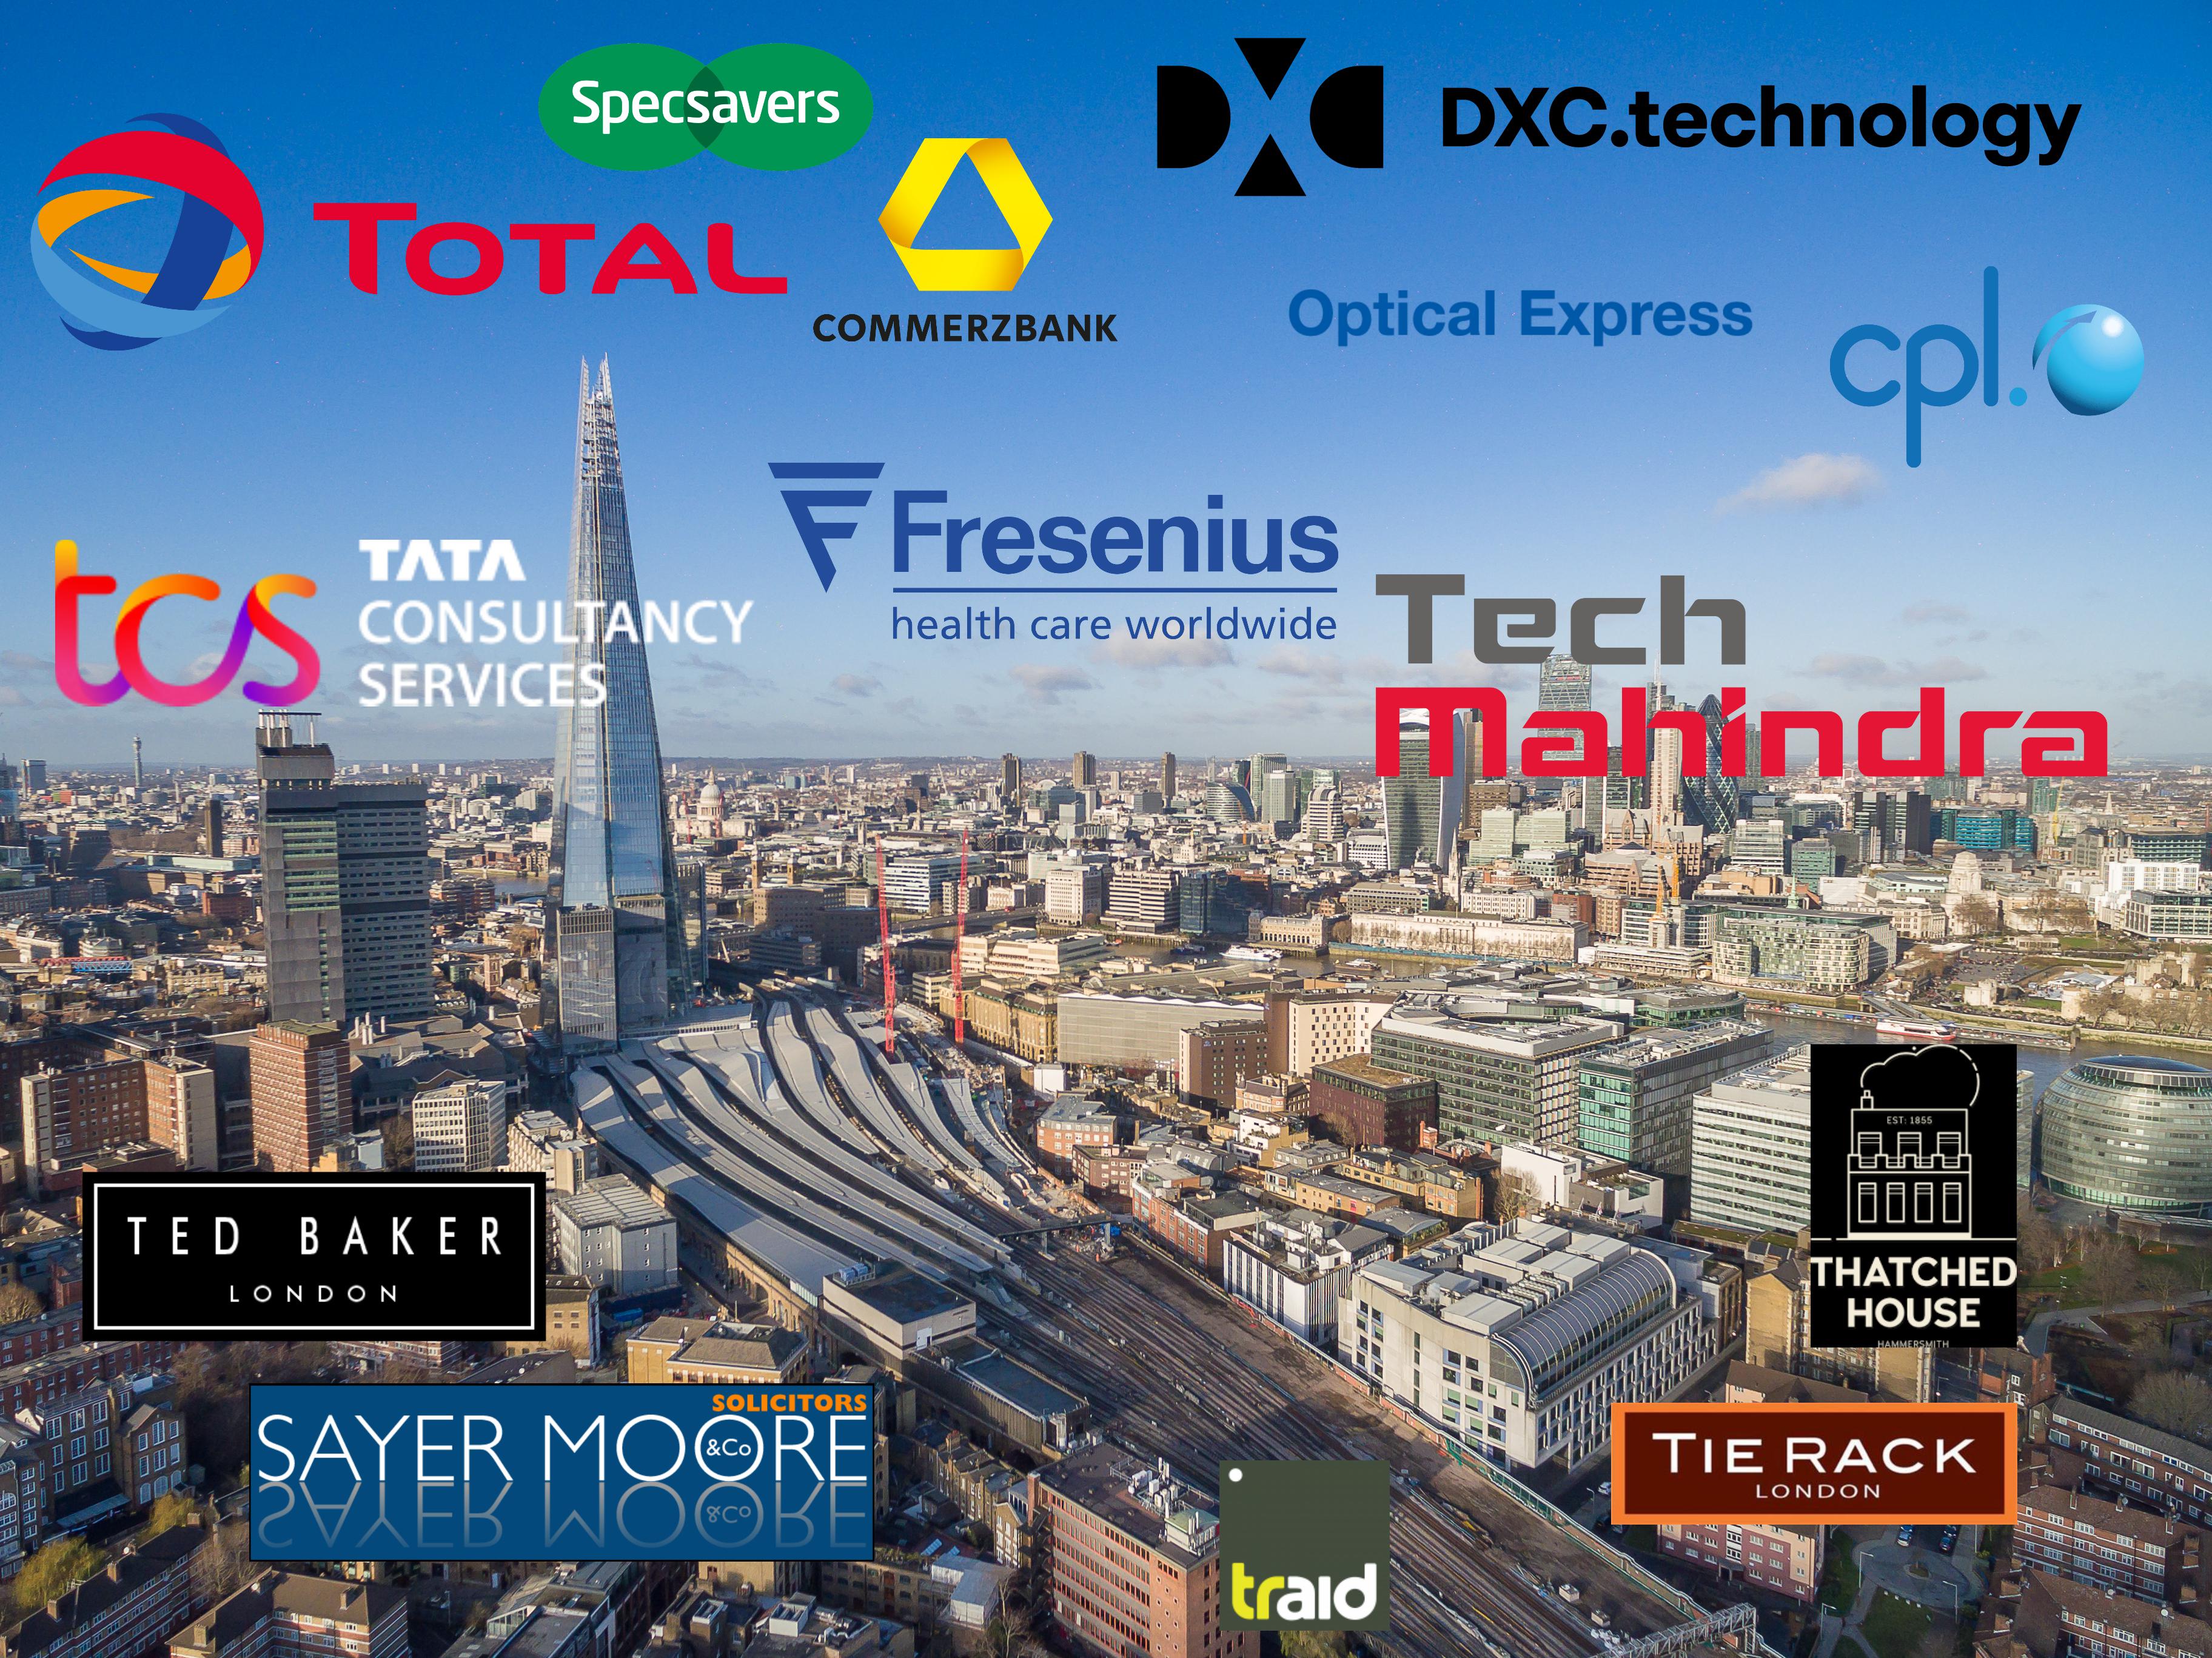 Specsavers
DXC.technology
TOTAL
COMMERZBANK
Optical Express
cpl.
Fresenius
health care worldwide
tcs
TATA
CONSULTANCY
SERVICES
Tech
Mahindra
TED BAKER
LONDON
EST: 1855
THATCHED
HOUSE
HAMMERSMITH
SOLICITORS
SAYER MOORE
&Co
TIE RACK
LONDON
traid